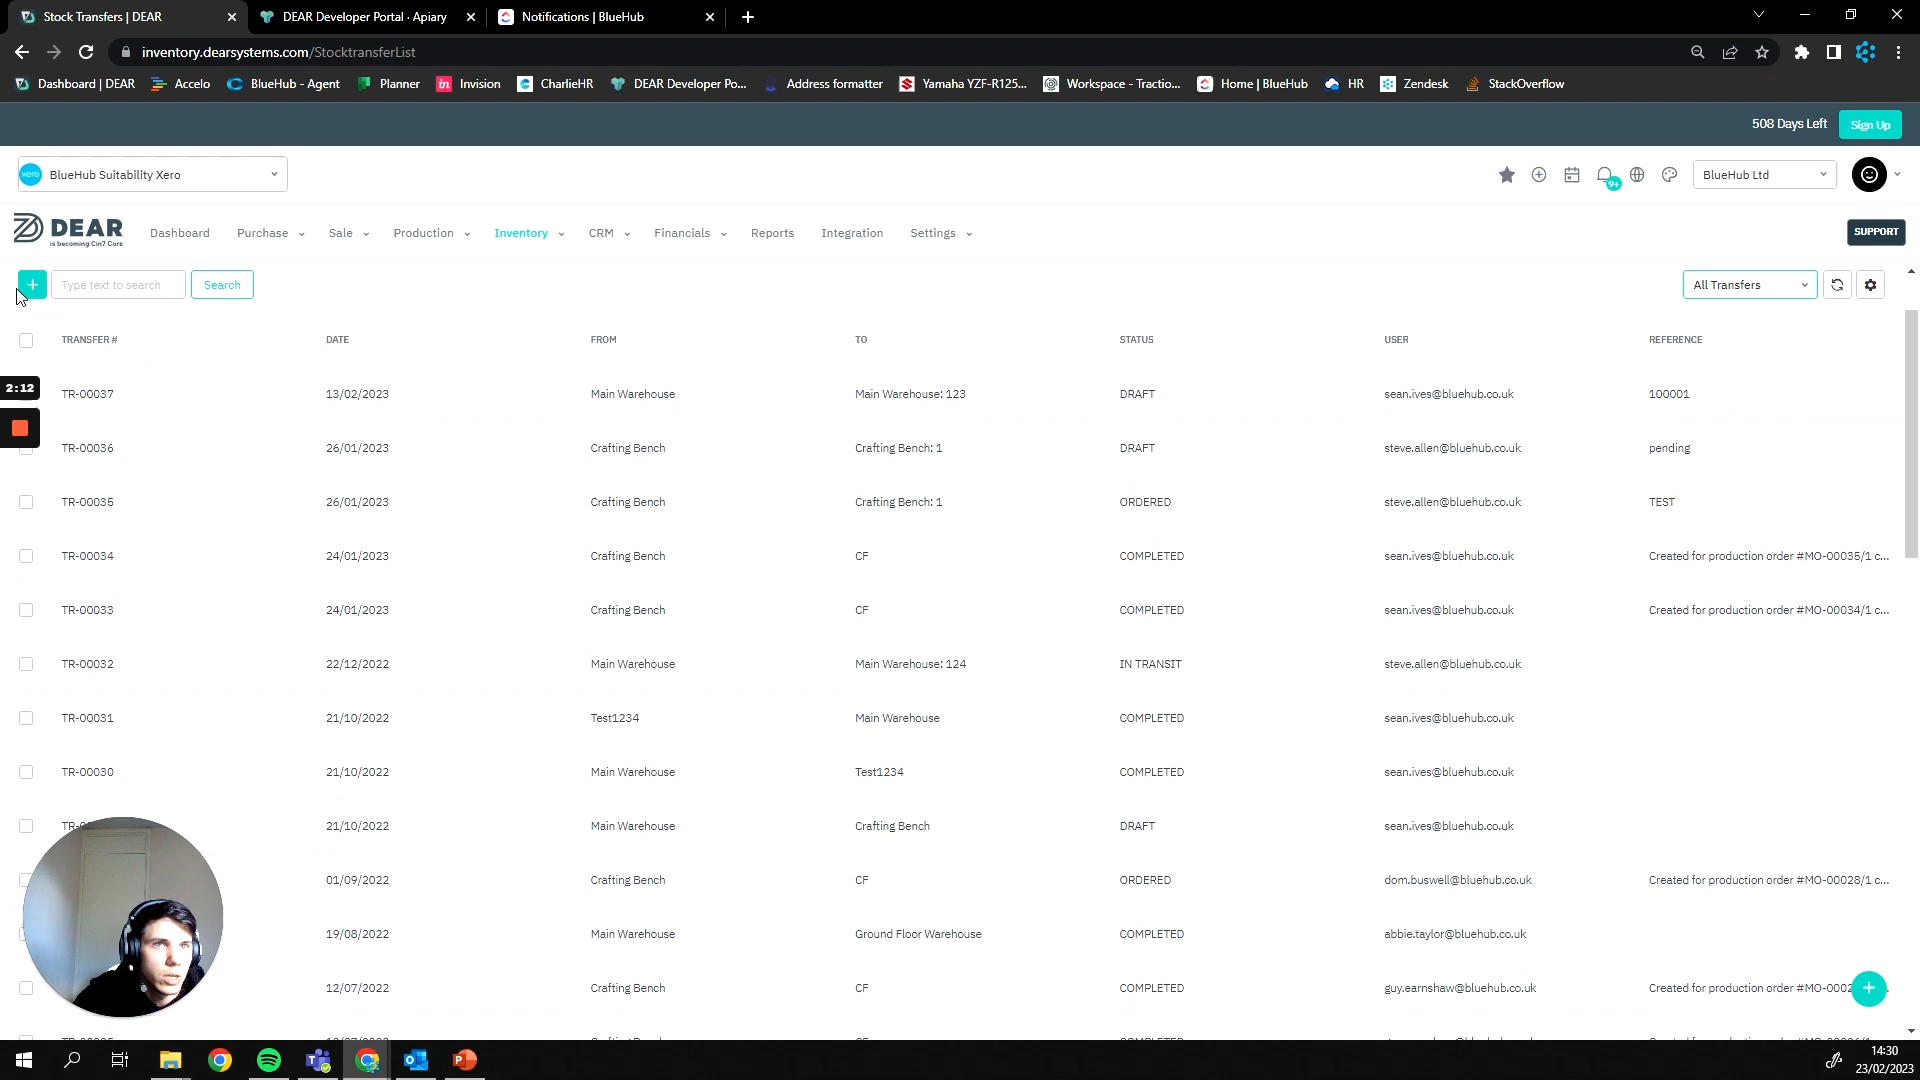 Stock Transfers | DEAR
DEAR Developer Portal · Apiary
Notifications | BlueHub
inventory.dearsystems.com/StocktransferList
Dashboard | DEAR
Accelo
BlueHub - Agent
Planner
in Invision
CharlieHR
DEAR Developer Po...
Address formatter
Yamaha YZF-R125...
Workspace - Tractio...
Home | BlueHub
HR
Zendesk
StackOverflow
508 Days Left
Sign Up
xero BlueHub Suitability Xero
9+
BlueHub Ltd
DEAR
is becoming Cin7 Core
Dashboard
Purchase
Sale
Production
Inventory
CRM
Financials
Reports
Integration
Settings
SUPPORT
Type text to search
Search
All Transfers
TRANSFER # DATE FROM TO STATUS USER REFERENCE
TR-00037 13/02/2023 Main Warehouse Main Warehouse: 123 DRAFT sean.ives@bluehub.co.uk 100001
2:12
TR-00036 26/01/2023 Crafting Bench Crafting Bench: 1 DRAFT steve.allen@bluehub.co.uk pending
TR-00035 26/01/2023 Crafting Bench Crafting Bench: 1 ORDERED steve.allen@bluehub.co.uk TEST
TR-00034 24/01/2023 Crafting Bench CF COMPLETED sean.ives@bluehub.co.uk Created for production order #MO-00035/1 c...
TR-00033 24/01/2023 Crafting Bench CF COMPLETED sean.ives@bluehub.co.uk Created for production order #MO-00034/1 c...
TR-00032 22/12/2022 Main Warehouse Main Warehouse: 124 IN TRANSIT steve.allen@bluehub.co.uk
TR-00031 21/10/2022 Test1234 Main Warehouse COMPLETED sean.ives@bluehub.co.uk
TR-00030 21/10/2022 Main Warehouse Test1234 COMPLETED sean.ives@bluehub.co.uk
21/10/2022 Main Warehouse Crafting Bench DRAFT sean.ives@bluehub.co.uk
01/09/2022 Crafting Bench CF ORDERED dom.buswell@bluehub.co.uk Created for production order #MO-00028/1 c...
19/08/2022 Main Warehouse Ground Floor Warehouse COMPLETED abbie.taylor@bluehub.co.uk
12/07/2022 Crafting Bench CF COMPLETED guy.earnshaw@bluehub.co.uk Created for production order
14:30
23/02/2023